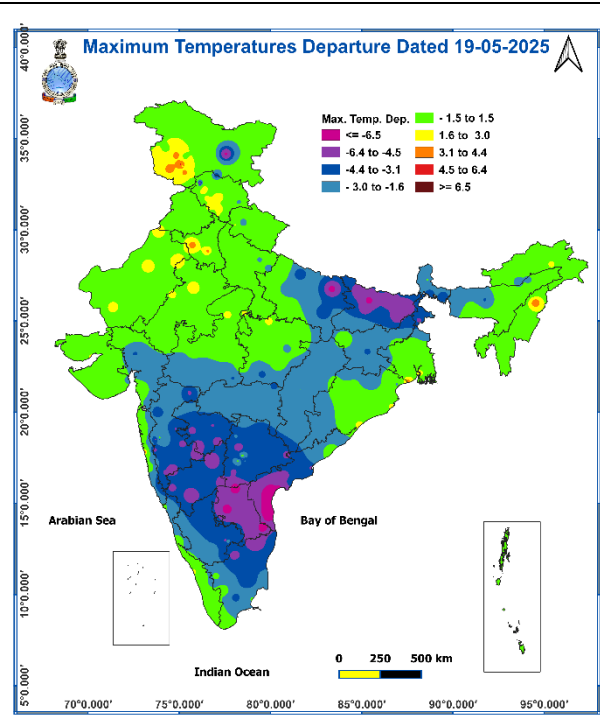 Maximum Temperatures Departure Dated 19-05-2025
Max. Temp. Dep.
<= -6.5
-6.4 to -4.5
-4.4 to -3.1
- 3.0 to -1.6
- 1.5 to 1.5
1.6 to 3.0
3.1 to 4.4
4.5 to 6.4
>= 6.5
40°0.000'
35°0.000'
30°0.000'
25°0.000'
20°0.000'
15°0.000'
10°0.000'
5°0.000'
Arabian Sea
Bay of Bengal
Indian Ocean
0 250 500 km
70°0.000' 75°0.000' 80°0.000' 85°0.000' 90°0.000' 95°0.000'